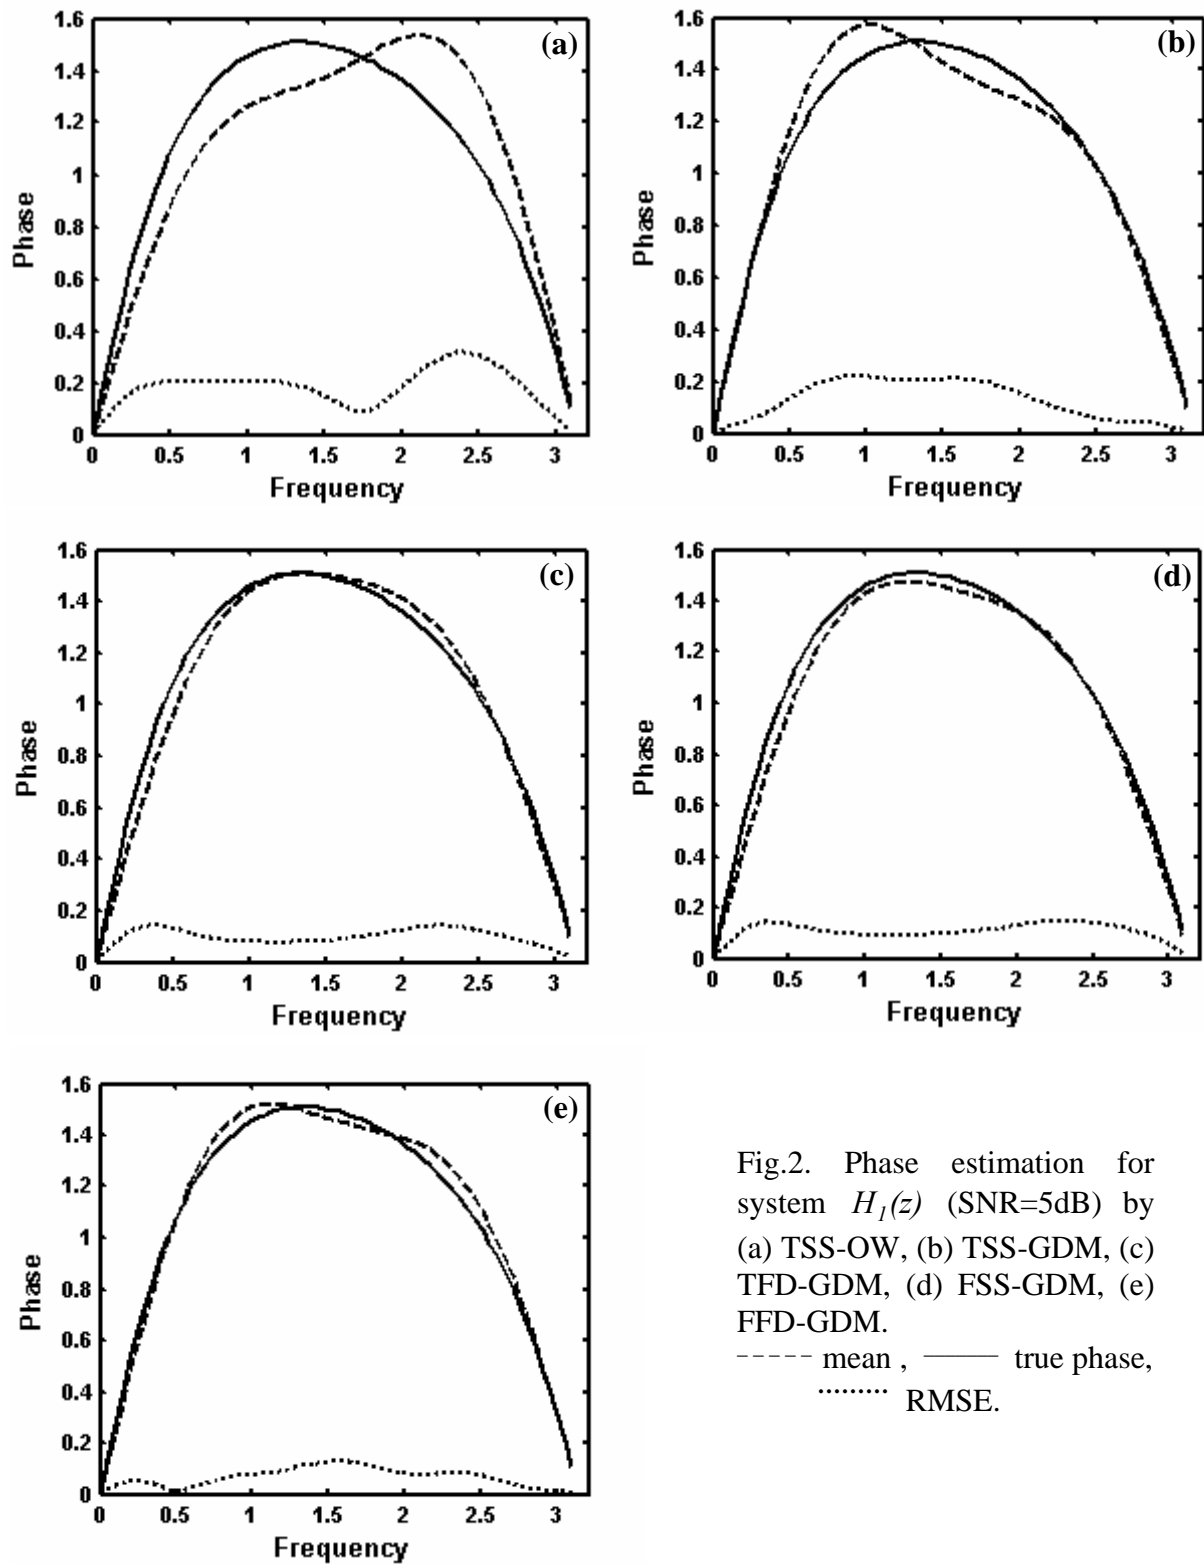 (a)
1.6
1.4
1.2
1
0.8
0.6
0.4
0.2
0
Phase
0 0.5 1 1.5 2 2.5 3
Frequency
(b)
1.6
1.4
1.2
1
0.8
0.6
0.4
0.2
0
Phase
0 0.5 1 1.5 2 2.5 3
Frequency
(c)
1.6
1.4
1.2
1
0.8
0.6
0.4
0.2
0
Phase
0 0.5 1 1.5 2 2.5 3
Frequency
(d)
1.6
1.4
1.2
1
0.8
0.6
0.4
0.2
0
Phase
0 0.5 1 1.5 2 2.5 3
Frequency
(e)
1.6
1.4
1.2
1
0.8
0.6
0.4
0.2
0
Phase
0 0.5 1 1.5 2 2.5 3
Frequency
Fig.2. Phase estimation for
system H₁(z) (SNR=5dB) by
(a) TSS-OW, (b) TSS-GDM, (c)
TFD-GDM, (d) FSS-GDM, (e)
FFD-GDM.
----- mean , ——— true phase,
......... RMSE.